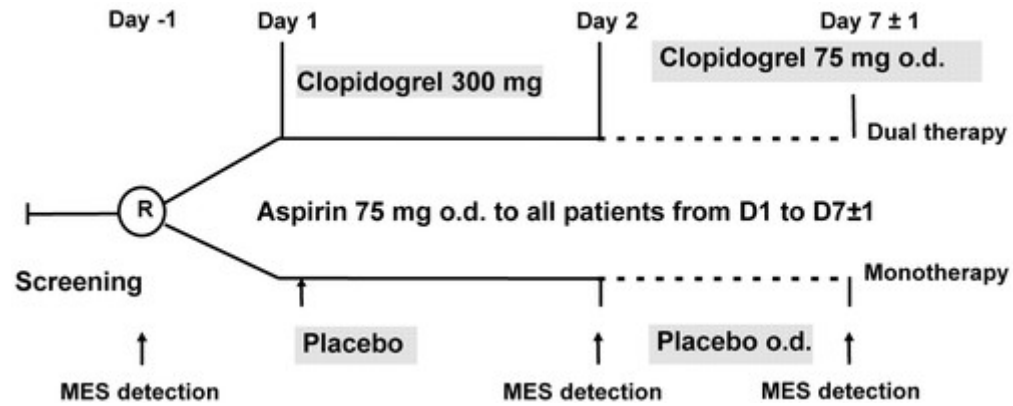 Day -1
Day 1
Day 2
Day 7 ± 1
Clopidogrel 300 mg
Clopidogrel 75 mg o.d.
Dual therapy
R
Aspirin 75 mg o.d. to all patients from D1 to D7±1
Screening
Monotherapy
Placebo
Placebo o.d.
MES detection
MES detection
MES detection